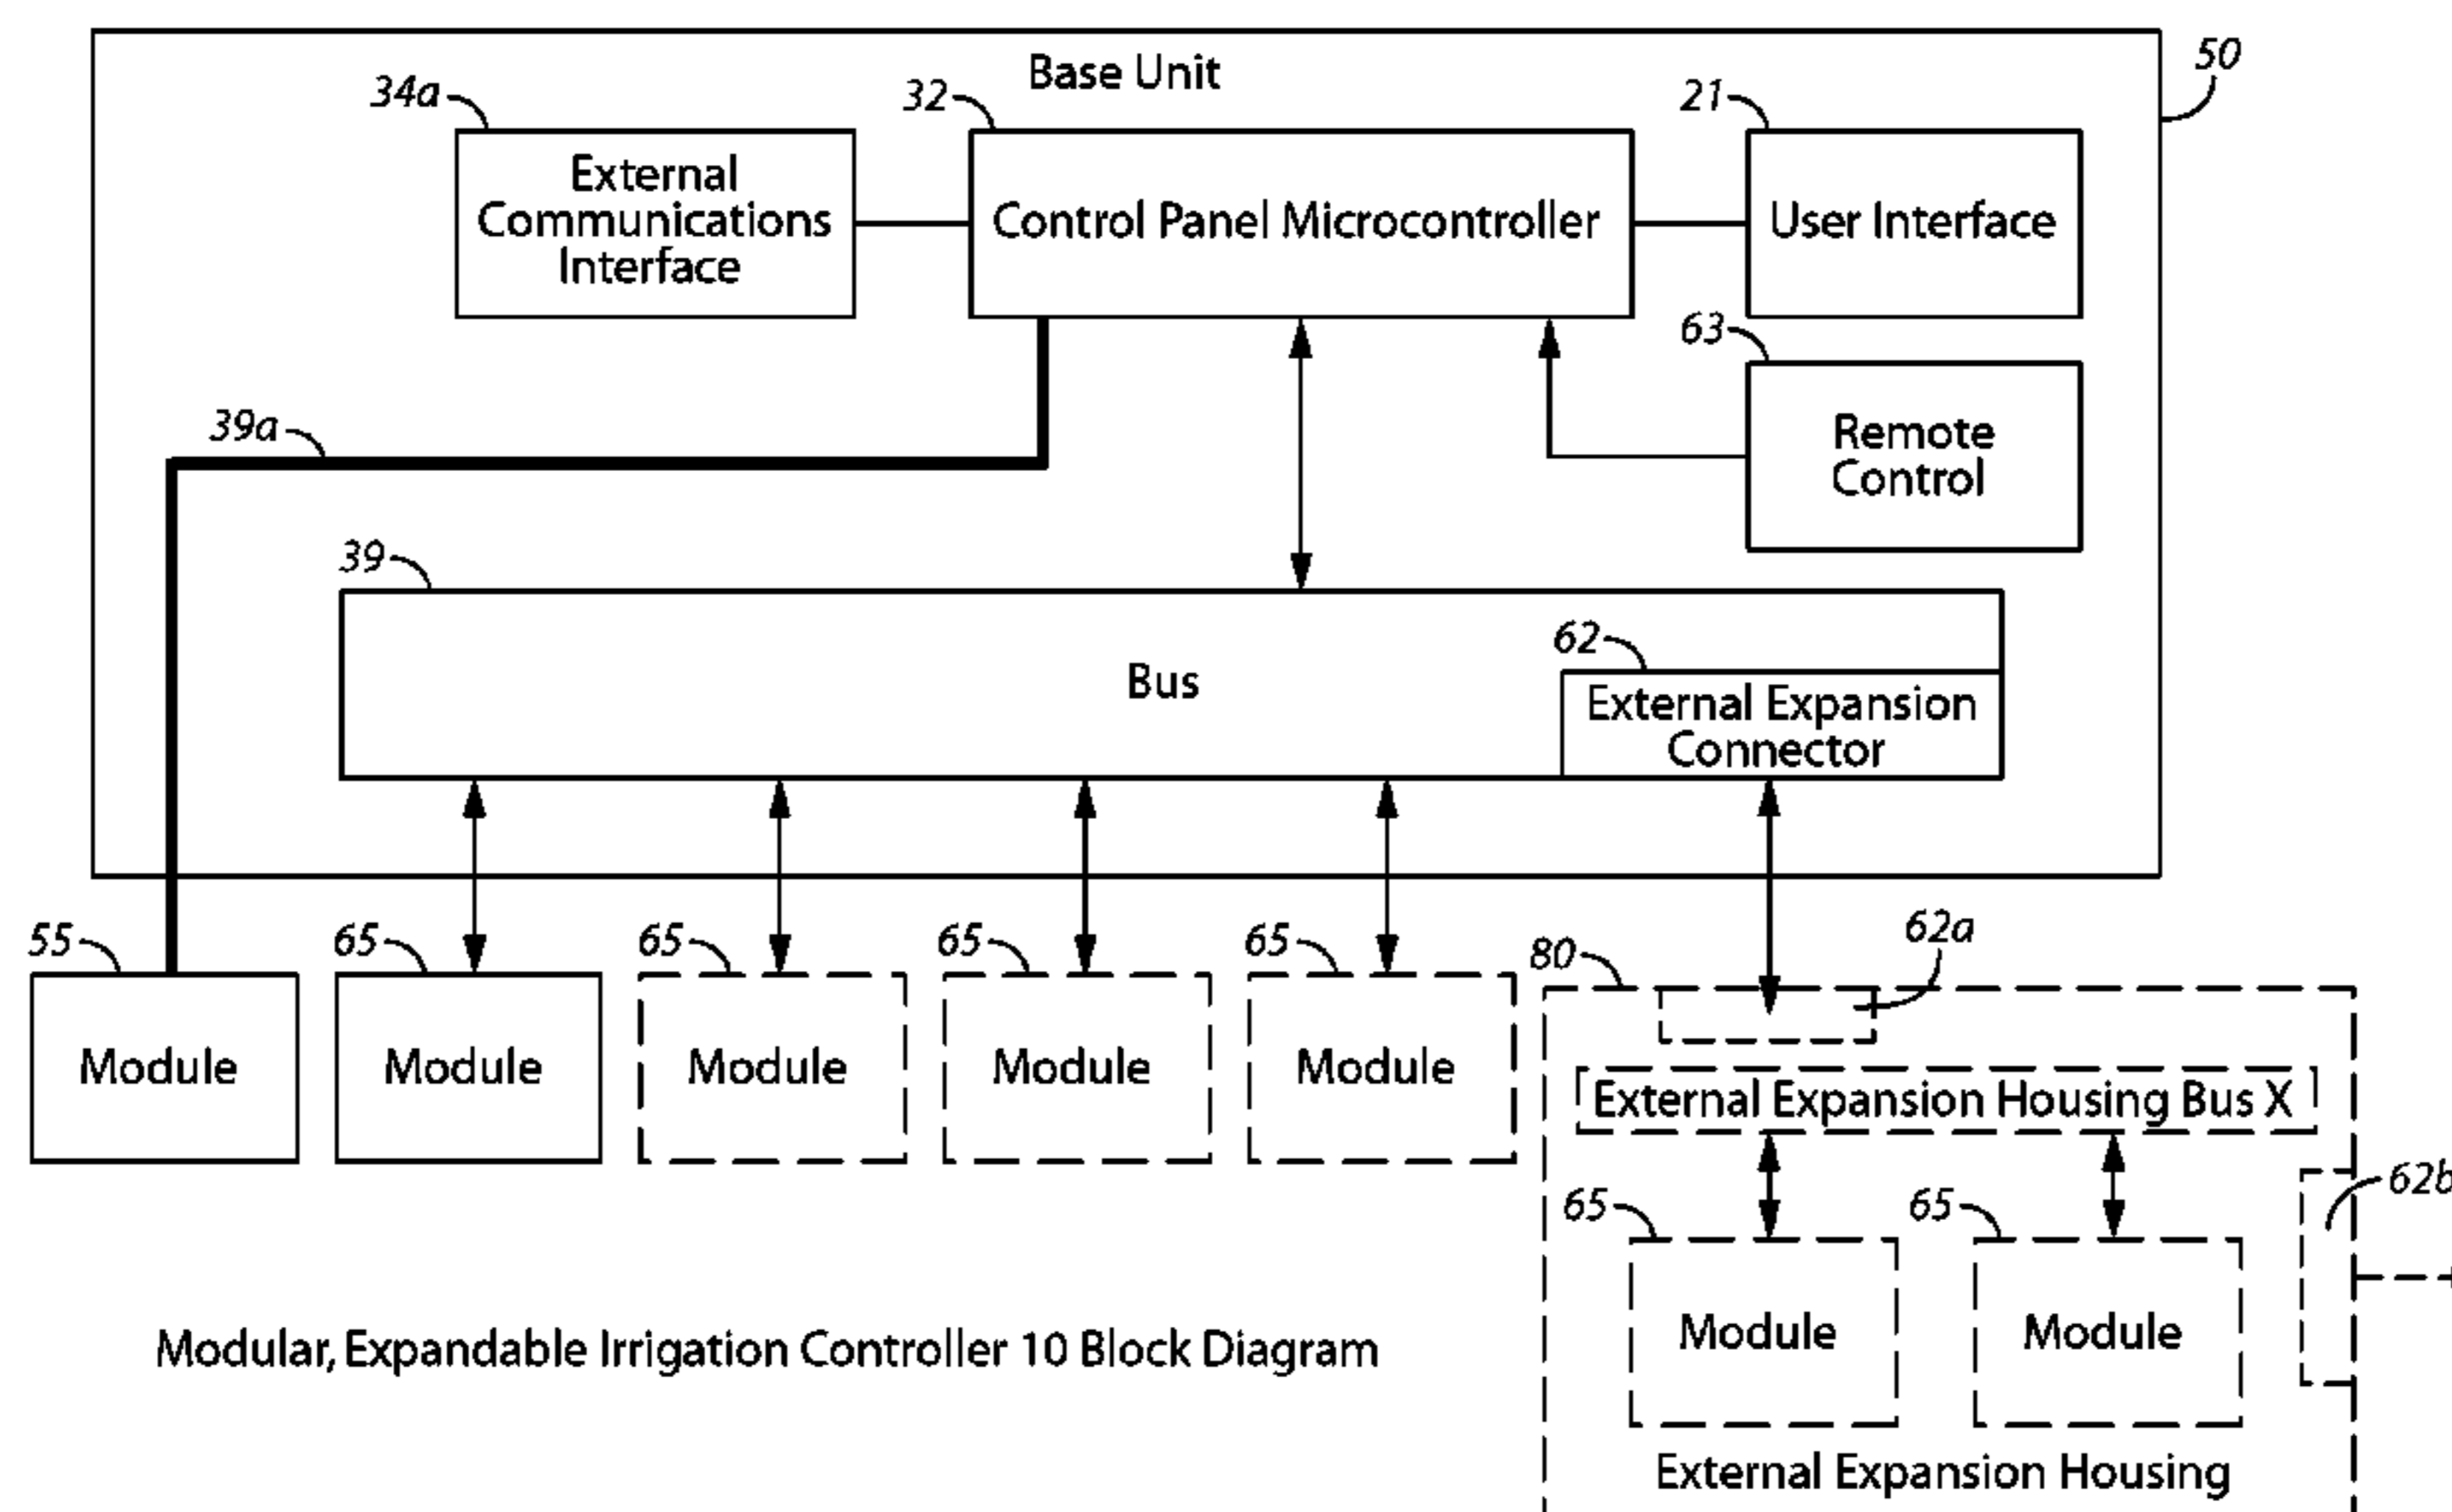 Base Unit
50
34a
32
21
External
Communications
Interface
Control Panel Microcontroller
User Interface
63
Remote
Control
39a
39
62
Bus
External Expansion
Connector
55
65
65
65
65
80
62a
Module
Module
Module
Module
Module
External Expansion Housing Bus X
62b
65
65
Module
Module
Modular, Expandable Irrigation Controller 10 Block Diagram
External Expansion Housing